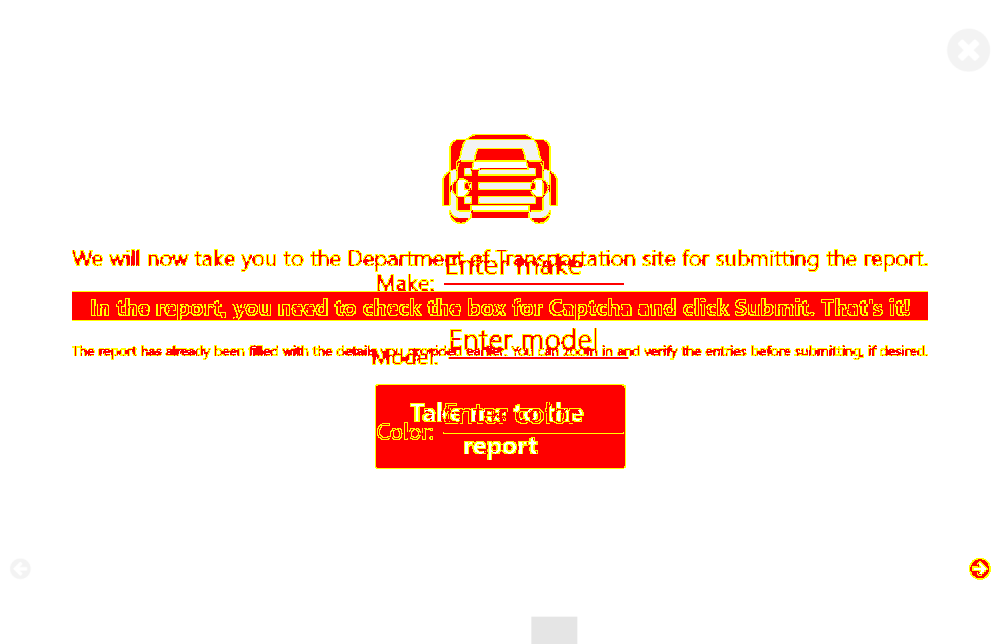 We will now take you to the Department of Transportation site for submitting the report.
Enter make
Make:
In the report, you need to check the box for Captcha and click Submit. That's it!
Enter model
The report has already been filled with the details you provided earlier. You can zoom in and verify the entries before submitting, if desired.
Model:
Take me to the
Enter color
Color:
report